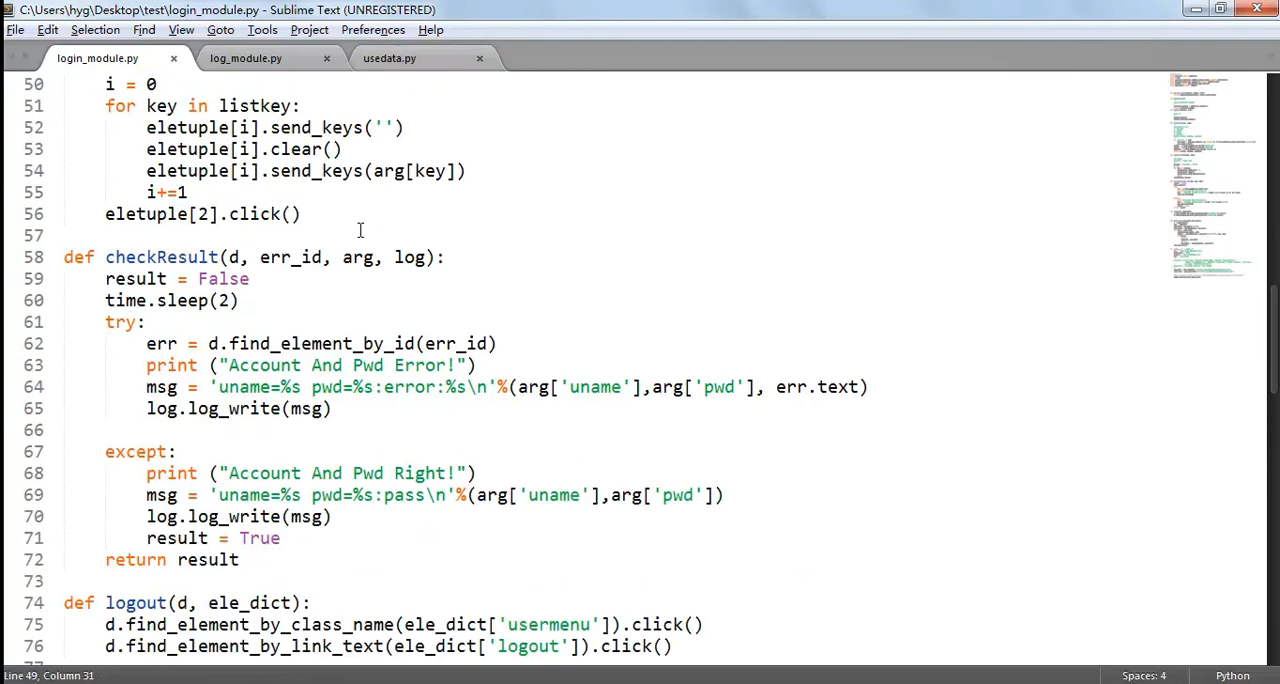 C:\Users\hyg\Desktop\test\login_module.py - Sublime Text (UNREGISTERED)
File Edit Selection Find View Goto Tools Project Preferences Help
login_module.py × log_module.py × usedata.py ×
50 i = 0
51 for key in listkey:
52 eletuple[i].send_keys('')
53 eletuple[i].clear()
54 eletuple[i].send_keys(arg[key])
55 i+=1
56 eletuple[2].click()
57
58 def checkResult(d, err_id, arg, log):
59 result = False
60 time.sleep(2)
61 try:
62 err = d.find_element_by_id(err_id)
63 print ("Account And Pwd Error!")
64 msg = 'uname=%s pwd=%s:error:%s\n'%(arg['uname'],arg['pwd'], err.text)
65 log.log_write(msg)
66
67 except:
68 print ("Account And Pwd Right!")
69 msg = 'uname=%s pwd=%s:pass\n'%(arg['uname'],arg['pwd'])
70 log.log_write(msg)
71 result = True
72 return result
73
74 def logout(d, ele_dict):
75 d.find_element_by_class_name(ele_dict['usermenu']).click()
76 d.find_element_by_link_text(ele_dict['logout']).click()
Line 49, Column 31 Spaces: 4 Python